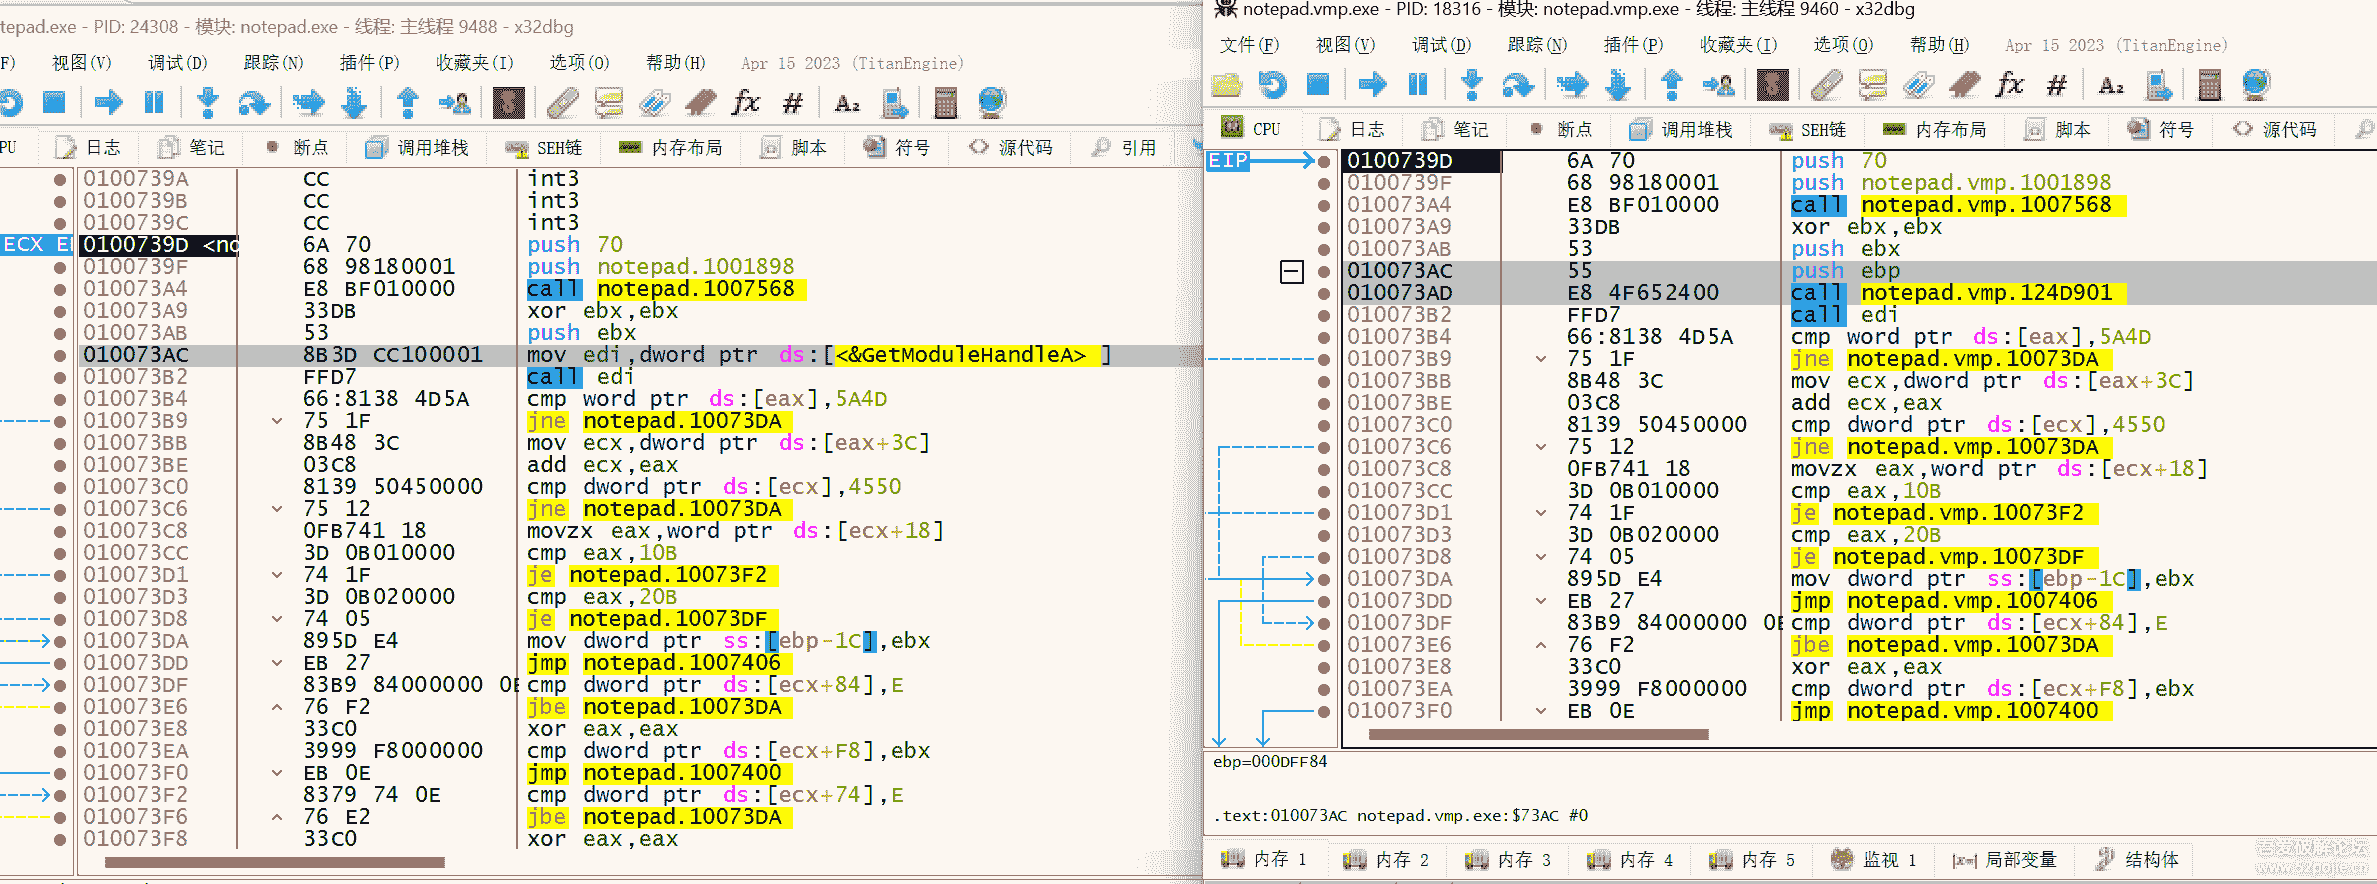 tepad.exe - PID: 24308 - 模块: notepad.exe - 线程: 主线程 9488 - x32dbg
F) 视图(V) 调试(D) 跟踪(N) 插件(P) 收藏夹(I) 选项(O) 帮助(H) Apr 15 2023 (TitanEngine)
PU 日志 笔记 断点 调用堆栈 SEH链 内存布局 脚本 符号 源代码 引用
0100739A CC int3
0100739B CC int3
0100739C CC int3
ECX EI 0100739D <no 6A 70 push 70
0100739F 68 98180001 push notepad.1001898
010073A4 E8 BF010000 call notepad.1007568
010073A9 33DB xor ebx,ebx
010073AB 53 push ebx
010073AC 8B3D CC100001 mov edi,dword ptr ds:[<&GetModuleHandleA>]
010073B2 FFD7 call edi
010073B4 66:8138 4D5A cmp word ptr ds:[eax],5A4D
010073B9 75 1F jne notepad.10073DA
010073BB 8B48 3C mov ecx,dword ptr ds:[eax+3C]
010073BE 03C8 add ecx,eax
010073C0 8139 50450000 cmp dword ptr ds:[ecx],4550
010073C6 75 12 jne notepad.10073DA
010073C8 0FB741 18 movzx eax,word ptr ds:[ecx+18]
010073CC 3D 0B010000 cmp eax,10B
010073D1 74 1F je notepad.10073F2
010073D3 3D 0B020000 cmp eax,20B
010073D8 74 05 je notepad.10073DF
010073DA 895D E4 mov dword ptr ss:[ebp-1C],ebx
010073DD EB 27 jmp notepad.1007406
010073DF 83B9 84000000 0E cmp dword ptr ds:[ecx+84],E
010073E6 76 F2 jbe notepad.10073DA
010073E8 33C0 xor eax,eax
010073EA 3999 F8000000 cmp dword ptr ds:[ecx+F8],ebx
010073F0 EB 0E jmp notepad.1007400
010073F2 8379 74 0E cmp dword ptr ds:[ecx+74],E
010073F6 76 E2 jbe notepad.10073DA
010073F8 33C0 xor eax,eax
notepad.vmp.exe - PID: 18316 - 模块: notepad.vmp.exe - 线程: 主线程 9460 - x32dbg
文件(F) 视图(V) 调试(D) 跟踪(N) 插件(P) 收藏夹(I) 选项(O) 帮助(H) Apr 15 2023 (TitanEngine)
CPU 日志 笔记 断点 调用堆栈 SEH链 内存布局 脚本 符号 源代码
EIP 0100739D 6A 70 push 70
0100739F 68 98180001 push notepad.vmp.1001898
010073A4 E8 BF010000 call notepad.vmp.1007568
010073A9 33DB xor ebx,ebx
010073AB 53 push ebx
010073AC 55 push ebp
010073AD E8 4F652400 call notepad.vmp.124D901
010073B2 FFD7 call edi
010073B4 66:8138 4D5A cmp word ptr ds:[eax],5A4D
010073B9 75 1F jne notepad.vmp.10073DA
010073BB 8B48 3C mov ecx,dword ptr ds:[eax+3C]
010073BE 03C8 add ecx,eax
010073C0 8139 50450000 cmp dword ptr ds:[ecx],4550
010073C6 75 12 jne notepad.vmp.10073DA
010073C8 0FB741 18 movzx eax,word ptr ds:[ecx+18]
010073CC 3D 0B010000 cmp eax,10B
010073D1 74 1F je notepad.vmp.10073F2
010073D3 3D 0B020000 cmp eax,20B
010073D8 74 05 je notepad.vmp.10073DF
010073DA 895D E4 mov dword ptr ss:[ebp-1C],ebx
010073DD EB 27 jmp notepad.vmp.1007406
010073DF 83B9 84000000 0E cmp dword ptr ds:[ecx+84],E
010073E6 76 F2 jbe notepad.vmp.10073DA
010073E8 33C0 xor eax,eax
010073EA 3999 F8000000 cmp dword ptr ds:[ecx+F8],ebx
010073F0 EB 0E jmp notepad.vmp.1007400
ebp=000DFF84
.text:010073AC notepad.vmp.exe:$73AC #0
内存 1 内存 2 内存 3 内存 4 内存 5 监视 1 局部变量 结构体
吾爱破解论坛
www.52pojie.cn